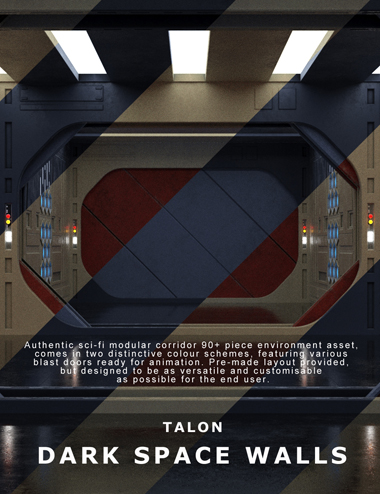 Authentic sci-fi modular corridor 90+ piece environment asset,
comes in two distinctive colour schemes, featuring various
blast doors ready for animation. Pre-made layout provided,
but designed to be as versatile and customisable
as possible for the end user.
TALON
DARK SPACE WALLS